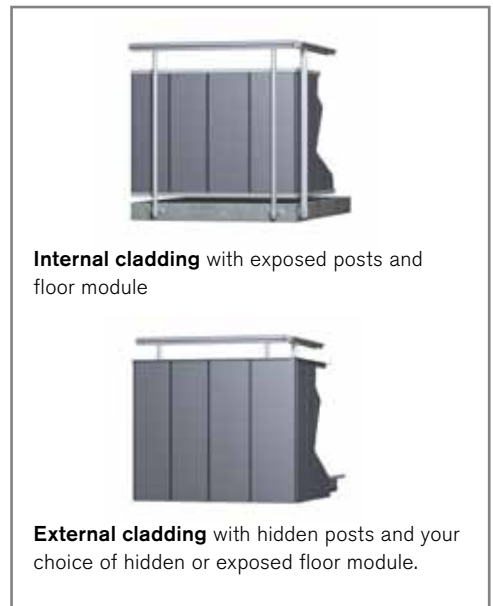 Internal cladding with exposed posts and
floor module
External cladding with hidden posts and your
choice of hidden or exposed floor module.